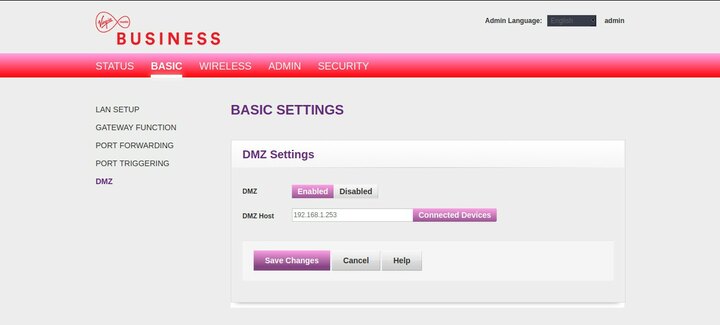 Virgin media
BUSINESS
Admin Language: English admin
STATUS BASIC WIRELESS ADMIN SECURITY
LAN SETUP
GATEWAY FUNCTION
PORT FORWARDING
PORT TRIGGERING
DMZ
BASIC SETTINGS
DMZ Settings
DMZ Enabled Disabled
DMZ Host 192.168.1.253 Connected Devices
Save Changes Cancel Help